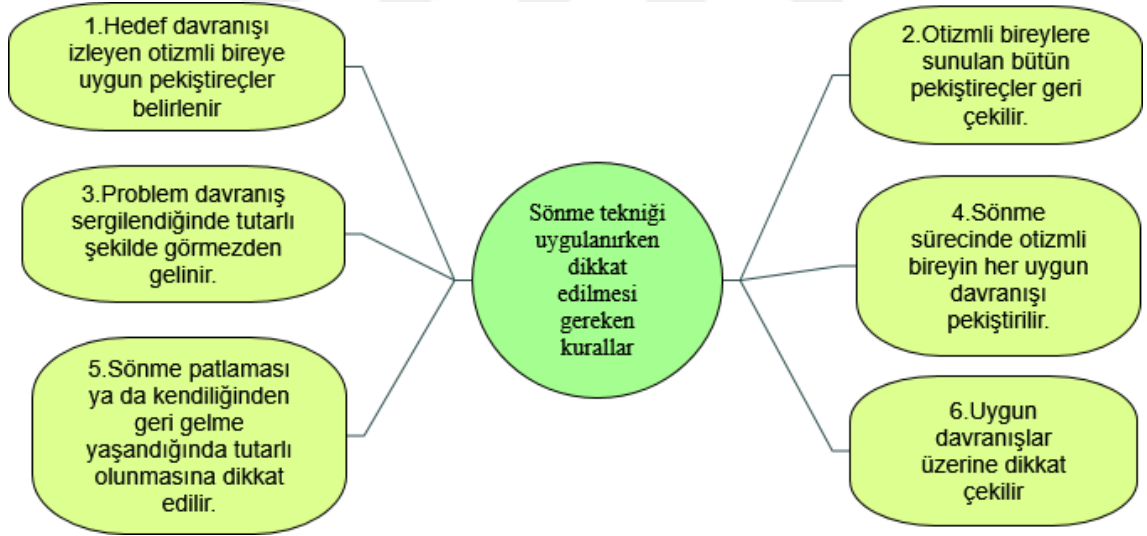 1.Hedef davranışı
izleyen otizmli bireye
uygun pekiştireçler
belirlenir
2.Otizmli bireylere
sunulan bütün
pekiştireçler geri
çekilir.
3.Problem davranış
sergilendiğinde tutarlı
şekilde görmezden
gelinir.
Sönme tekniği
uygulanırken
dikkat
edilmesi
gereken
kurallar
4.Sönme
sürecinde otizmli
bireyin her uygun
davranışı
pekiştirilir.
5.Sönme patlaması
ya da kendiliğinden
geri gelme
yaşandığında tutarlı
olunmasına dikkat
edilir.
6.Uygun
davranışlar
üzerine dikkat
çekilir